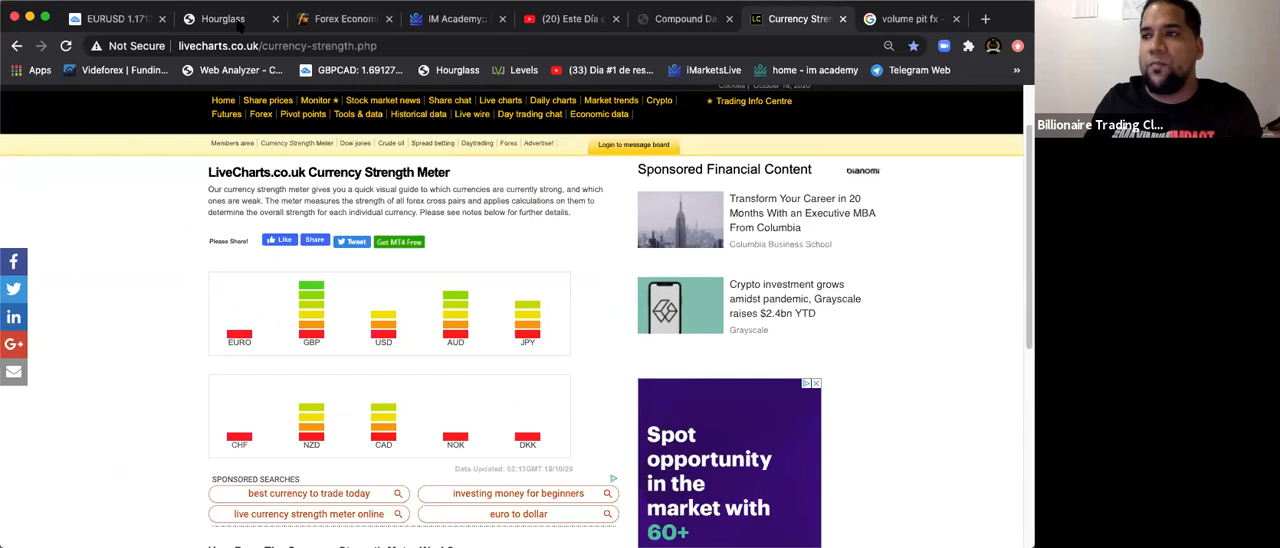 EURUSD 1.171
Hourglass
Forex Econom
IM Academy::
(20) Este Día
Compound Da
Currency Stren
volume pit fx -
Not Secure
livecharts.co.uk/currency-strength.php
Apps
Videforex | Fundin...
Web Analyzer - C...
GBPCAD: 1.69127...
Hourglass
Levels
(33) Dia #1 de res...
iMarketsLive
home - im academy
Telegram Web
»
Home | Share prices | Monitor ★ | Stock market news | Share chat | Live charts | Daily charts | Market trends | Crypto
Futures | Forex | Pivot points | Tools & data | Historical data | Live wire | Day trading chat | Economic data |
★ Trading Info Centre
Members area | Currency Strength Meter | Dow jones | Crude oil | Spread betting | Daytrading | Forex | Advertise!
Login to message board
LiveCharts.co.uk Currency Strength Meter
Our currency strength meter gives you a quick visual guide to which currencies are currently strong, and which
ones are weak. The meter measures the strength of all forex cross pairs and applies calculations on them to
determine the overall strength for each individual currency. Please see notes below for further details.
Please Share!
Like
Share
Tweet
Get MT4 Free
EURO
GBP
USD
AUD
JPY
CHF
NZD
CAD
NOK
DKK
Data Updated: 02:13GMT 19/10/20
SPONSORED SEARCHES
best currency to trade today
investing money for beginners
live currency strength meter online
euro to dollar
Sponsored Financial Content
bianomi
Transform Your Career in 20
Months With an Executive MBA
From Columbia
Columbia Business School
Crypto investment grows
amidst pandemic, Grayscale
raises $2.4bn YTD
Grayscale
Spot
opportunity
in the
market with
60+
Billionaire Trading Cl...